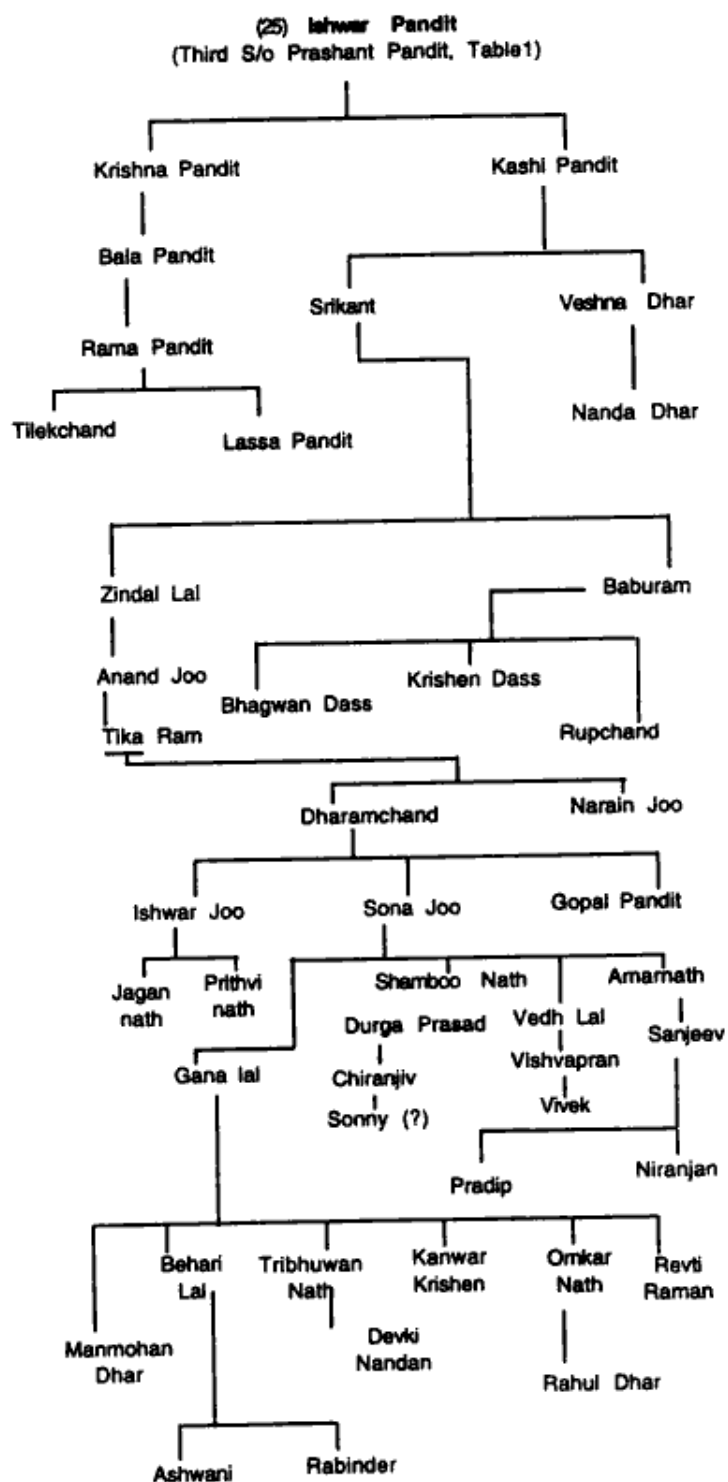 (25) Ishwar Pandit
(Third S/o Prashant Pandit, Table1)
Krishna Pandit
Kashi Pandit
Bala Pandit
Srikant
Veshna Dhar
Rama Pandit
Tilekchand
Lassa Pandit
Nanda Dhar
Zindal Lal
Baburam
Anand Joo
Bhagwan Dass
Krishen Dass
Rupchand
Tika Ram
Dharamchand
Narain Joo
Ishwar Joo
Sona Joo
Gopal Pandit
Jagan
nath
Prithvi
nath
Shamboo Nath
Amarnath
Durga Prasad
Vedh Lal
Sanjeev
Gana lal
Chiranjiv
Vishvapran
Sonny (?)
Vivek
Pradip
Niranjan
Behari
Lal
Tribhuwan
Nath
Kanwar
Krishen
Omkar
Nath
Revti
Raman
Manmohan
Dhar
Devki
Nandan
Rahul Dhar
Ashwani
Rabinder